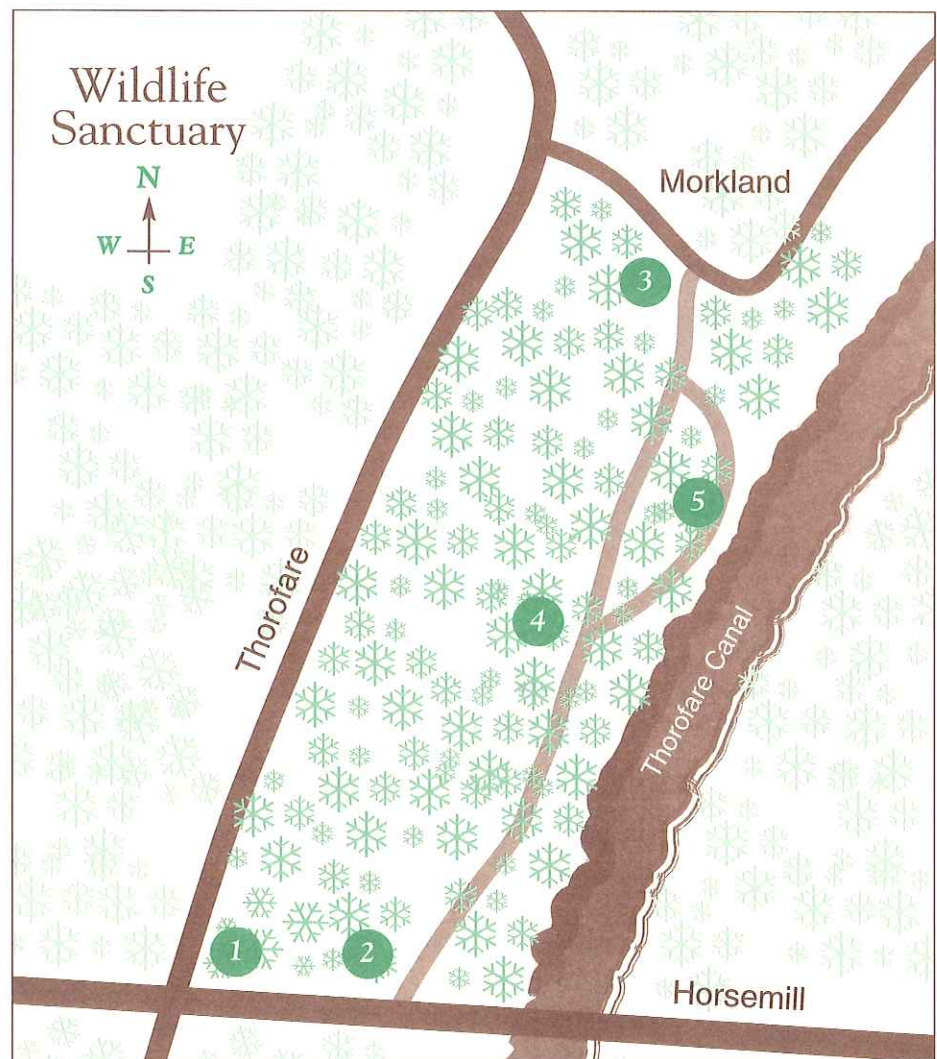 Wildlife
Sanctuary
N
W E
S
Morkland
3
5
4
Thorofare
Thorofare Canal
1
2
Horsemill